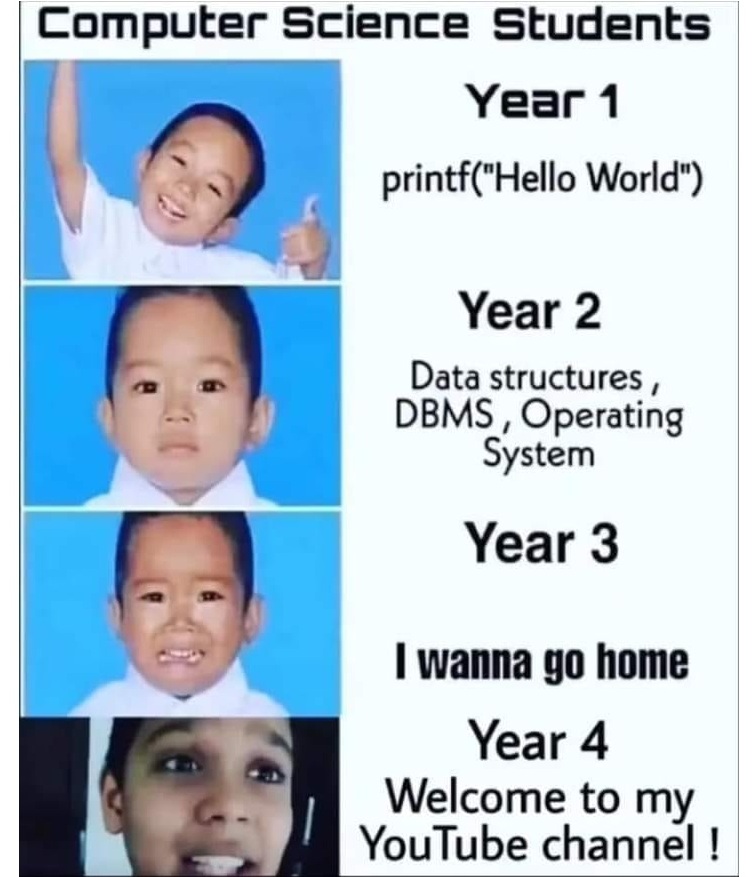 Computer Science Students
Year 1
printf("Hello World")
Year 2
Data structures ,
DBMS , Operating
System
Year 3
I wanna go home
Year 4
Welcome to my
YouTube channel !